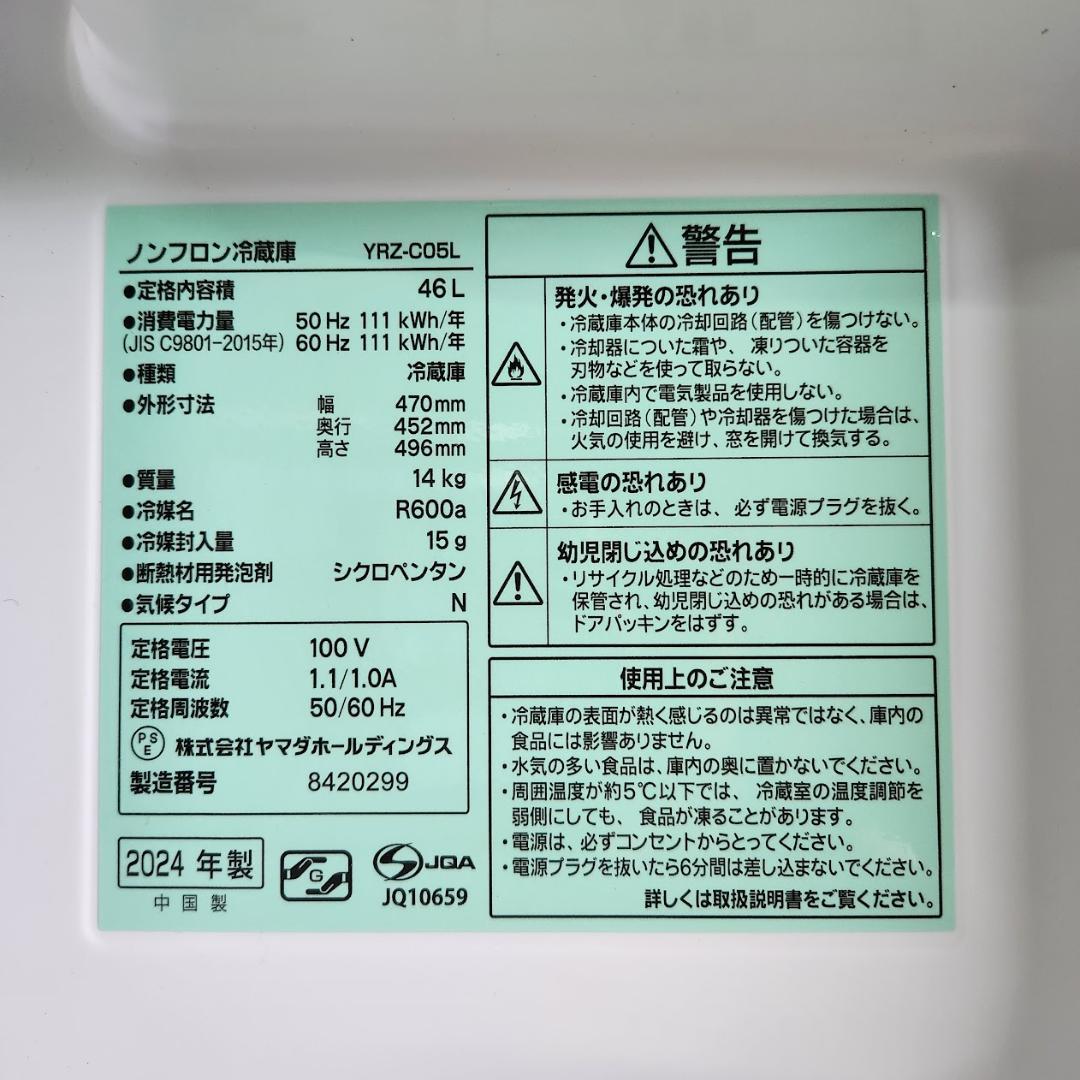 ノンフロン冷蔵庫 YRZ-C05L
●定格内容積 46L
●消費電力量 50Hz 111 kWh/年
(JIS C9801-2015年) 60Hz 111 kWh/年
●種類 冷蔵庫
●外形寸法 幅 470mm
奥行 452mm
高さ 496mm
●質量 14kg
●冷媒名 R600a
●冷媒封入量 15g
●断熱材用発泡剤 シクロペンタン
●気候タイプ N
定格電圧 100V
定格電流 1.1/1.0A
定格周波数 50/60Hz
PSE 株式会社ヤマダホールディングス
製造番号 8420299
2024年製
中国製
G
JQA
JQ10659
警告
発火・爆発の恐れあり
・冷蔵庫本体の冷却回路(配管)を傷つけない。
・冷却器についた霜や、凍りついた容器を
刃物などを使って取らない。
・冷蔵庫内で電気製品を使用しない。
・冷却回路(配管)や冷却器を傷つけた場合は、
火気の使用を避け、窓を開けて換気する。
感電の恐れあり
・お手入れのときは、必ず電源プラグを抜く。
幼児閉じ込めの恐れあり
・リサイクル処理などのため一時的に冷蔵庫を
保管され、幼児閉じ込めの恐れがある場合は、
ドアパッキンをはずす。
使用上のご注意
・冷蔵庫の表面が熱く感じるのは異常ではなく、庫内の
食品には影響ありません。
・水気の多い食品は、庫内の奥に置かないでください。
・周囲温度が約5℃以下では、冷蔵室の温度調節を
弱側にしても、食品が凍ることがあります。
・電源は、必ずコンセントからとってください。
・電源プラグを抜いたら6分間は差し込まないでください。
詳しくは取扱説明書をご覧ください。